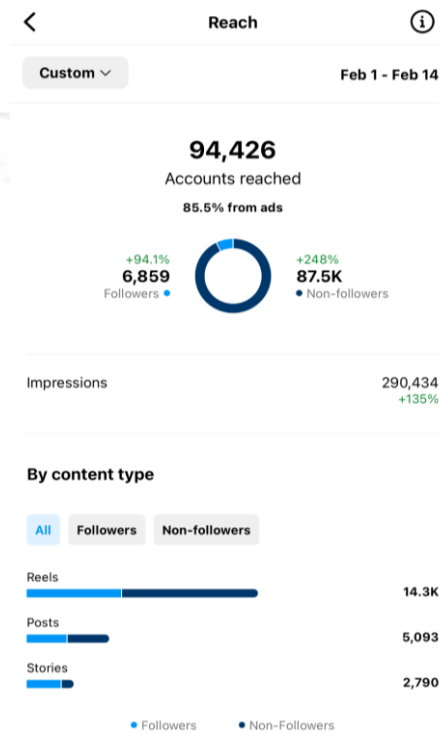 Reach
Custom
Feb 1 - Feb 14
94,426
Accounts reached
85.5% from ads
+94.1%
6,859
Followers
+248%
87.5K
Non-followers
Impressions
290,434
+135%
By content type
All Followers Non-followers
Reels
14.3K
Posts
5,093
Stories
2,790
Followers Non-Followers